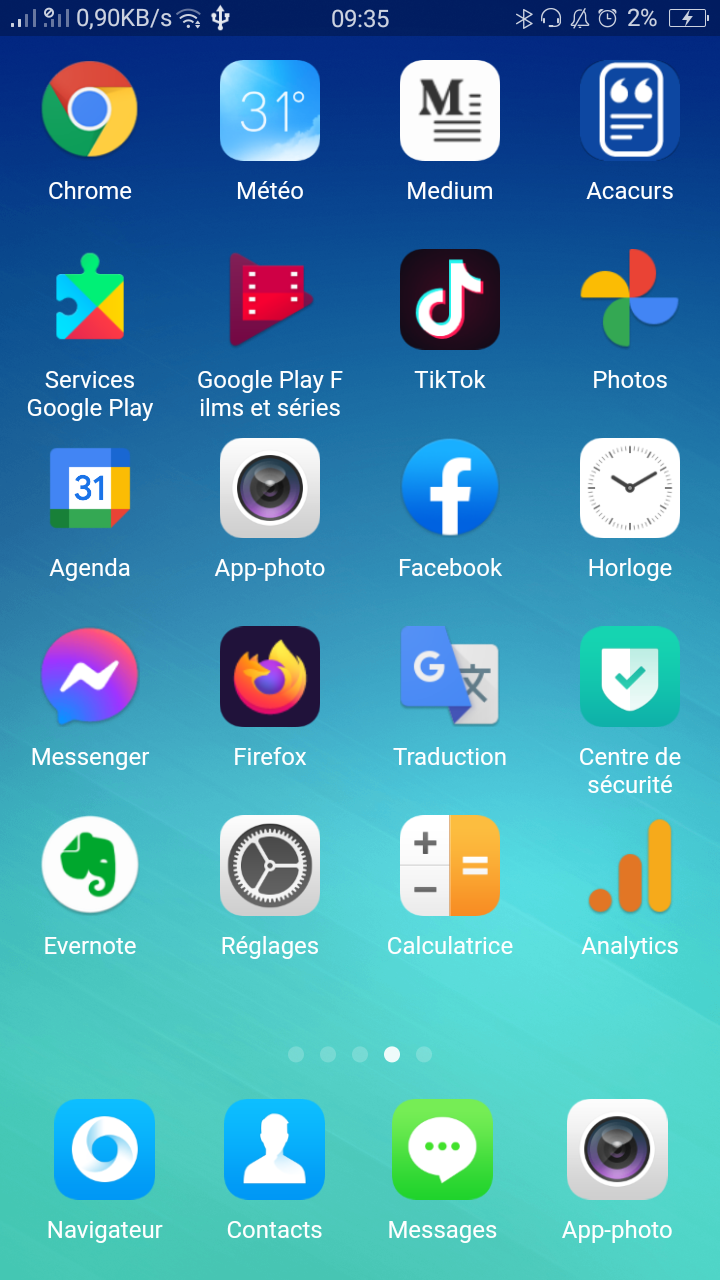 0,90KB/s 09:35 2%
31°
M
Chrome Météo Medium Acacurs
Services Google Play F TikTok Photos
Google Play ilms et séries
31
Agenda App-photo Facebook Horloge
G 文
Messenger Firefox Traduction Centre de
sécurité
+ − =
Evernote Réglages Calculatrice Analytics
Navigateur Contacts Messages App-photo